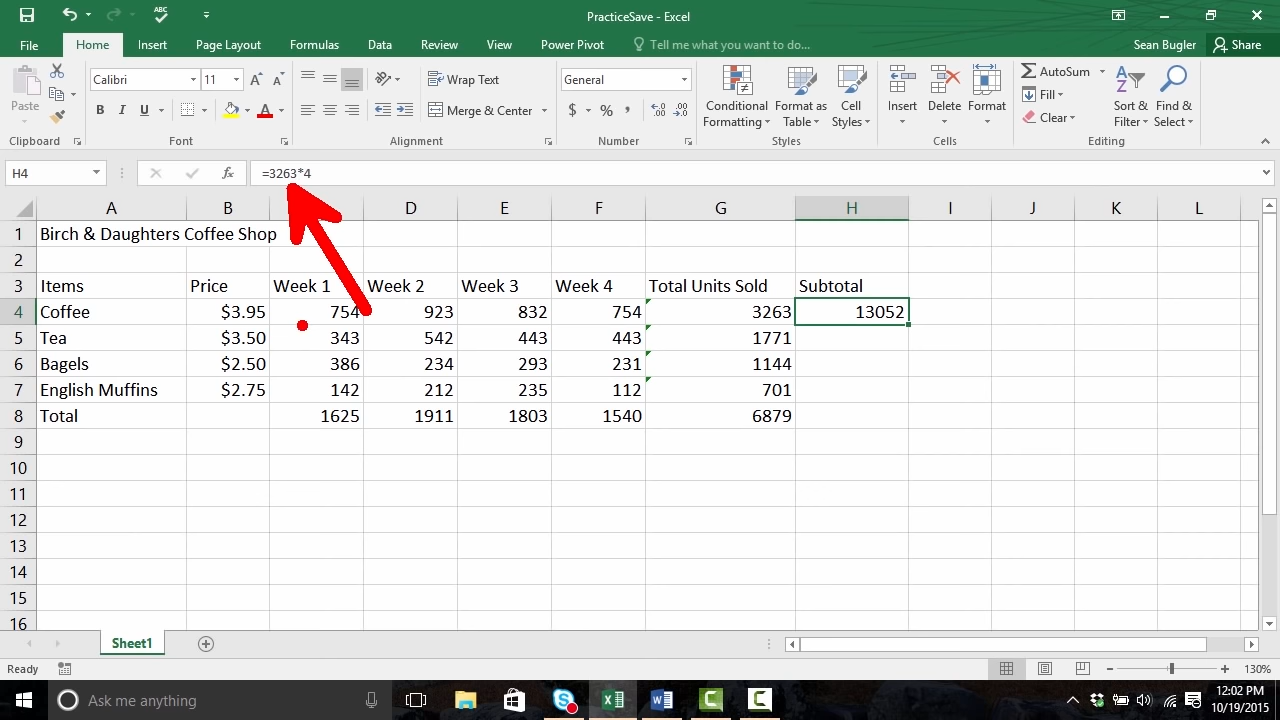 ABC
PracticeSave - Excel
File Home Insert Page Layout Formulas Data Review View Power Pivot Tell me what you want to do... Sean Bugler Share
Paste
Calibri 11
B I U A
Wrap Text
Merge & Center
General
$ % ,
Conditional Formatting
Format as Table
Cell Styles
Insert Delete Format
AutoSum
Fill
Clear
Sort & Filter
Find & Select
Clipboard Font Alignment Number Styles Cells Editing
H4 fx =3263*4
A B D E F G H I J K L
1 Birch & Daughters Coffee Shop
2
3 Items Price Week 1 Week 2 Week 3 Week 4 Total Units Sold Subtotal
4 Coffee $3.95 754 923 832 754 3263 13052
5 Tea $3.50 343 542 443 443 1771
6 Bagels $2.50 386 234 293 231 1144
7 English Muffins $2.75 142 212 235 112 701
8 Total 1625 1911 1803 1540 6879
9
10
11
12
13
14
15
16
Sheet1
Ready 130%
Ask me anything 12:02 PM
10/19/2015